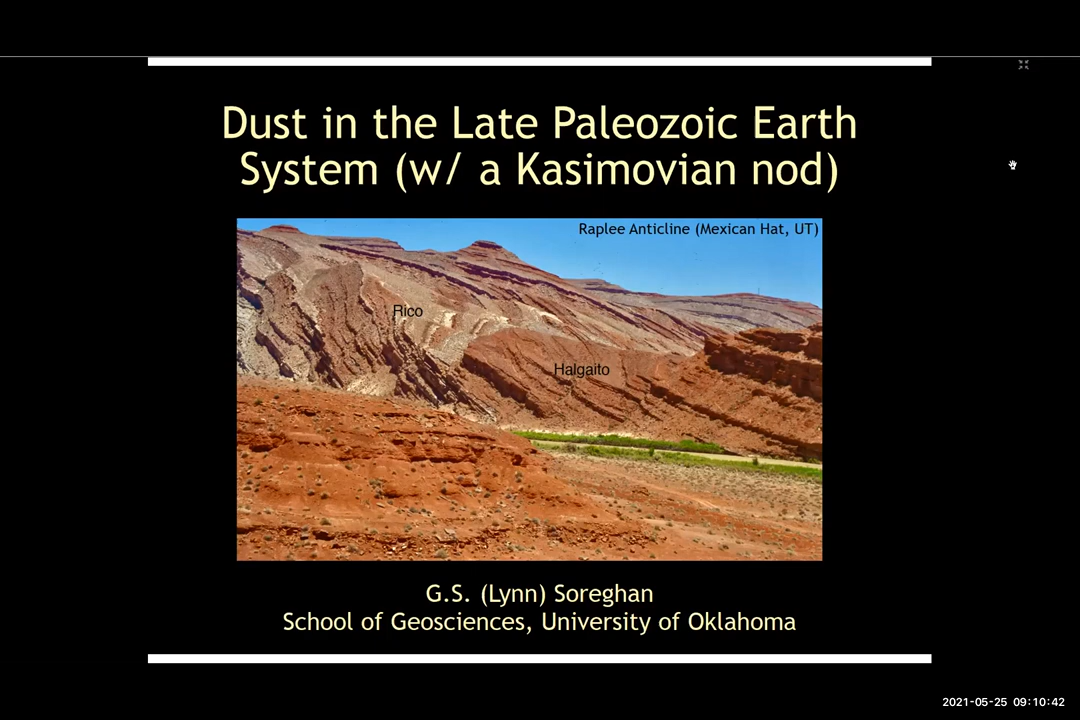 Dust in the Late Paleozoic Earth
System (w/ a Kasimovian nod)
Raplee Anticline (Mexican Hat, UT)
Rico
Halgaito
G.S. (Lynn) Soreghan
School of Geosciences, University of Oklahoma
2021-05-25 09:10:42